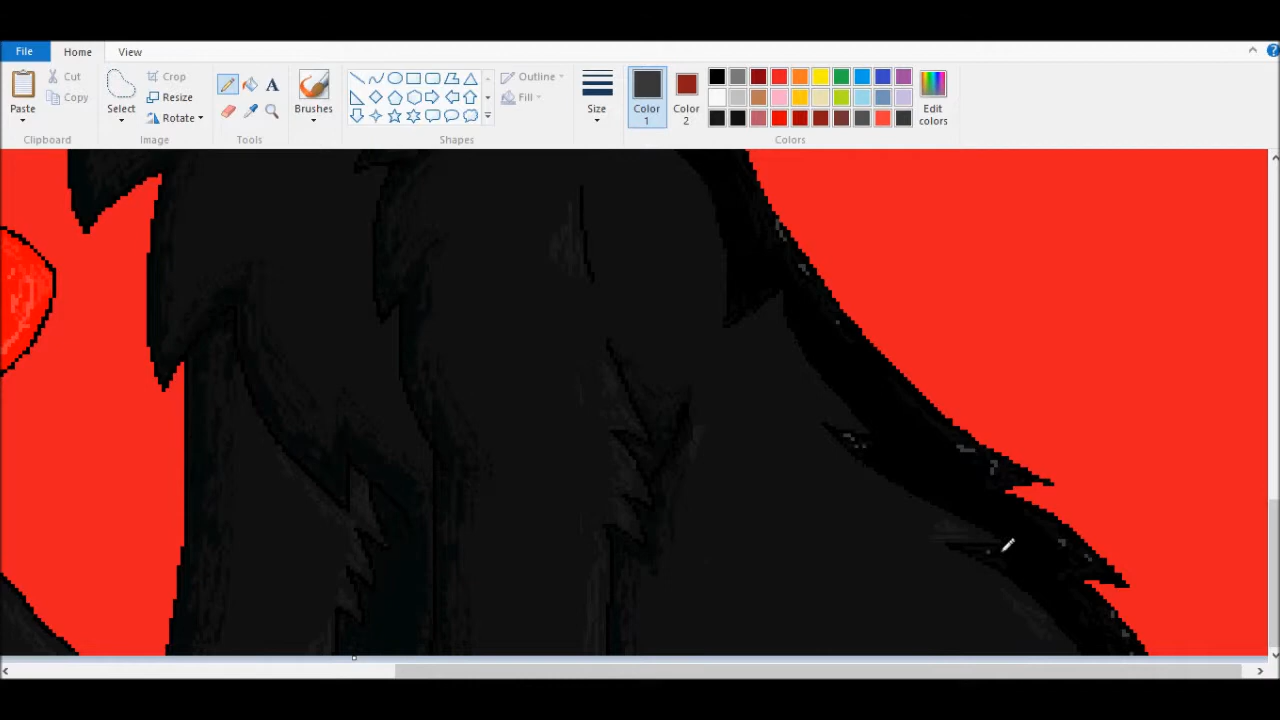 File Home View
Paste
Cut
Copy
Clipboard
Select
Crop
Resize
Rotate
Image
A
Tools
Brushes
Outline
Fill
Shapes
Size
Color
1
Color
2
Edit
colors
Colors
?